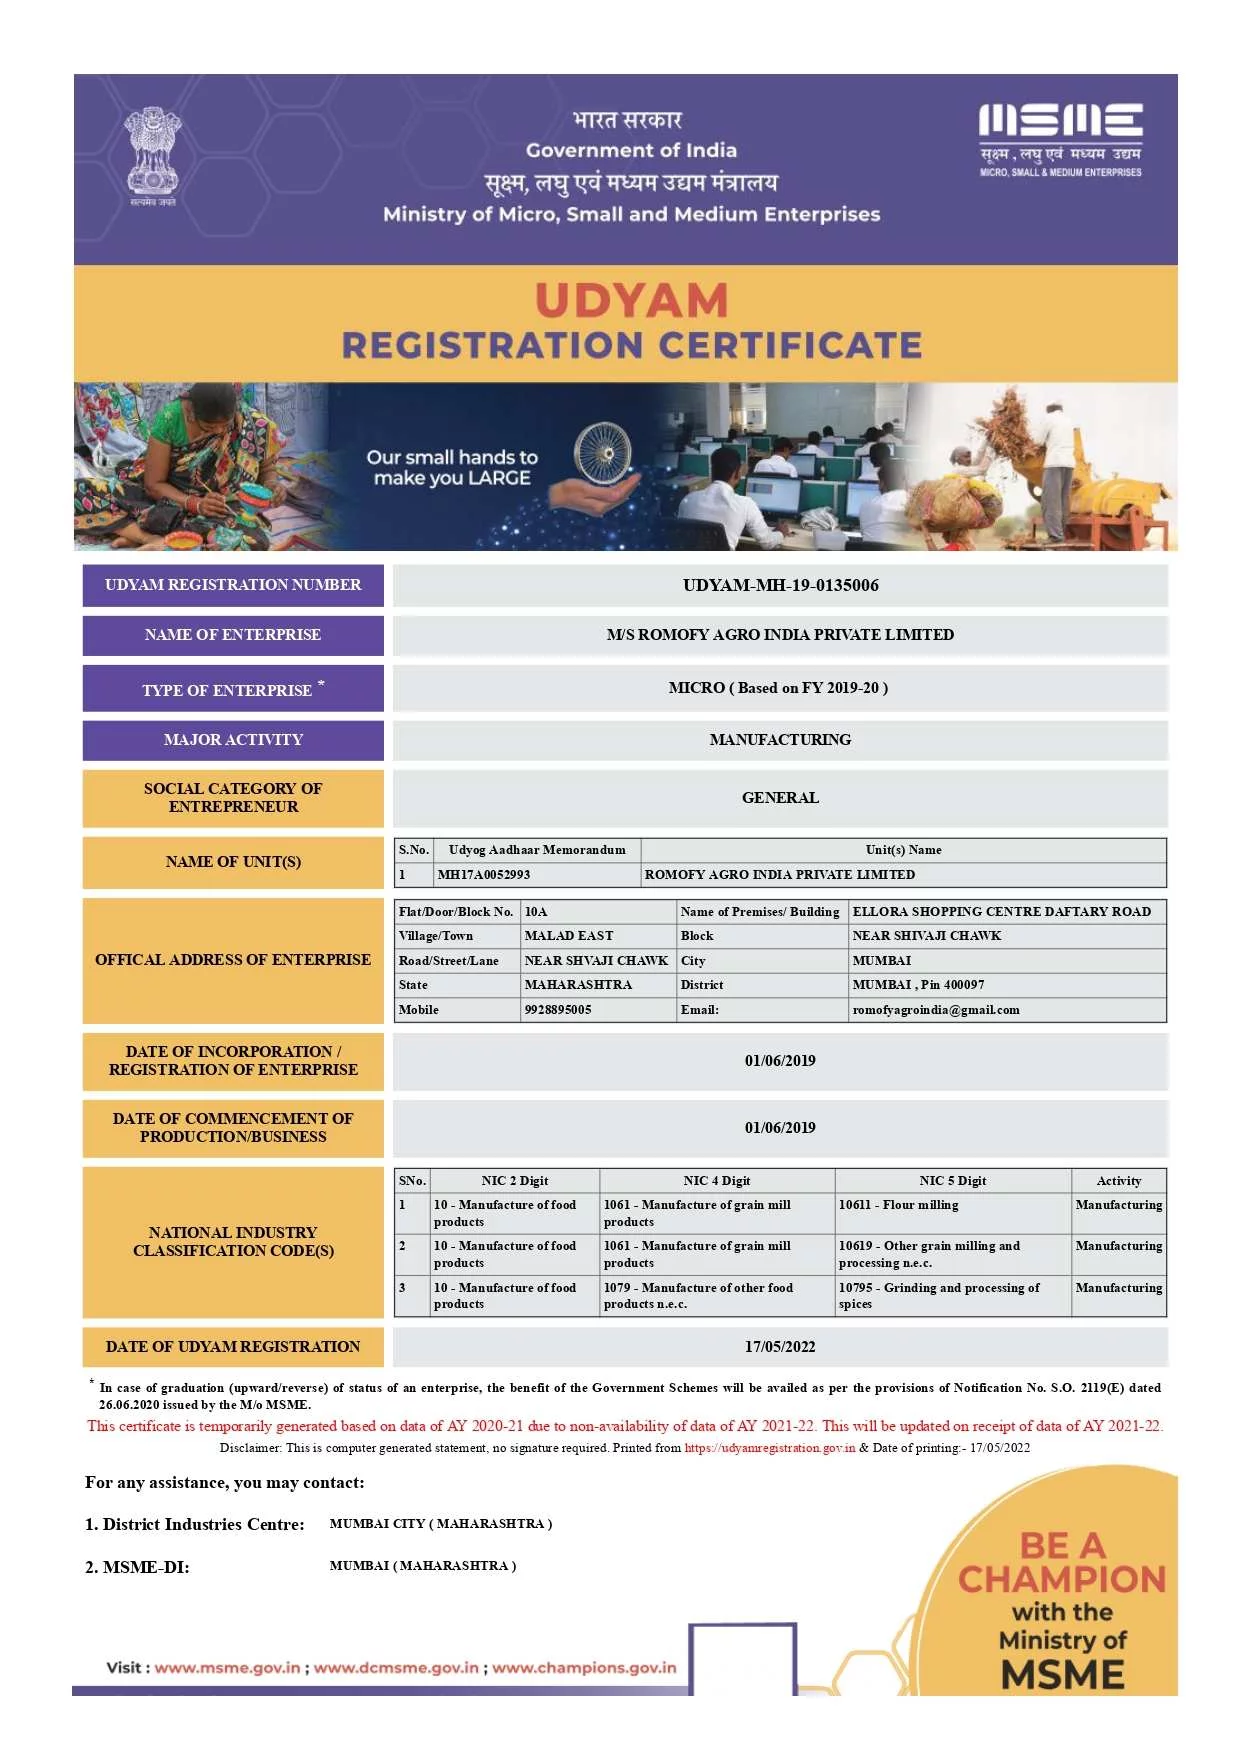 भारत सरकार
Government of India
सूक्ष्म, लघु एवं मध्यम उद्यम मंत्रालय
Ministry of Micro, Small and Medium Enterprises
सत्यमेव जयते
MSME
सूक्ष्म, लघु एवं मध्यम उद्यम
MICRO, SMALL & MEDIUM ENTERPRISES
UDYAM
REGISTRATION CERTIFICATE
Our small hands to
make you LARGE
UDYAM REGISTRATION NUMBER UDYAM-MH-19-0135006
NAME OF ENTERPRISE M/S ROMOFY AGRO INDIA PRIVATE LIMITED
TYPE OF ENTERPRISE * MICRO ( Based on FY 2019-20 )
MAJOR ACTIVITY MANUFACTURING
SOCIAL CATEGORY OF
ENTREPRENEUR
GENERAL
NAME OF UNIT(S)
S.No. Udyog Aadhaar Memorandum Unit(s) Name
1 MH17A0052993 ROMOFY AGRO INDIA PRIVATE LIMITED
OFFICAL ADDRESS OF ENTERPRISE
Flat/Door/Block No. 10A Name of Premises/ Building ELLORA SHOPPING CENTRE DAFTARY ROAD
Village/Town MALAD EAST Block NEAR SHIVAJI CHAWK
Road/Street/Lane NEAR SHVAJI CHAWK City MUMBAI
State MAHARASHTRA District MUMBAI , Pin 400097
Mobile 9928895005 Email: romofyagroindia@gmail.com
DATE OF INCORPORATION /
REGISTRATION OF ENTERPRISE
01/06/2019
DATE OF COMMENCEMENT OF
PRODUCTION/BUSINESS
01/06/2019
NATIONAL INDUSTRY
CLASSIFICATION CODE(S)
SNo. NIC 2 Digit NIC 4 Digit NIC 5 Digit Activity
1 10 - Manufacture of food products 1061 - Manufacture of grain mill products 10611 - Flour milling Manufacturing
2 10 - Manufacture of food products 1061 - Manufacture of grain mill products 10619 - Other grain milling and processing n.e.c. Manufacturing
3 10 - Manufacture of food products 1079 - Manufacture of other food products n.e.c. 10795 - Grinding and processing of spices Manufacturing
DATE OF UDYAM REGISTRATION 17/05/2022
* In case of graduation (upward/reverse) of status of an enterprise, the benefit of the Government Schemes will be availed as per the provisions of Notification No. S.O. 2119(E) dated
26.06.2020 issued by the M/o MSME.
This certificate is temporarily generated based on data of AY 2020-21 due to non-availability of data of AY 2021-22. This will be updated on receipt of data of AY 2021-22.
Disclaimer: This is computer generated statement, no signature required. Printed from https://udyamregistration.gov.in & Date of printing:- 17/05/2022
For any assistance, you may contact:
1. District Industries Centre: MUMBAI CITY ( MAHARASHTRA )
2. MSME-DI: MUMBAI ( MAHARASHTRA )
Visit : www.msme.gov.in ; www.dcmsme.gov.in ; www.champions.gov.in
BE A
CHAMPION
with the
Ministry of
MSME